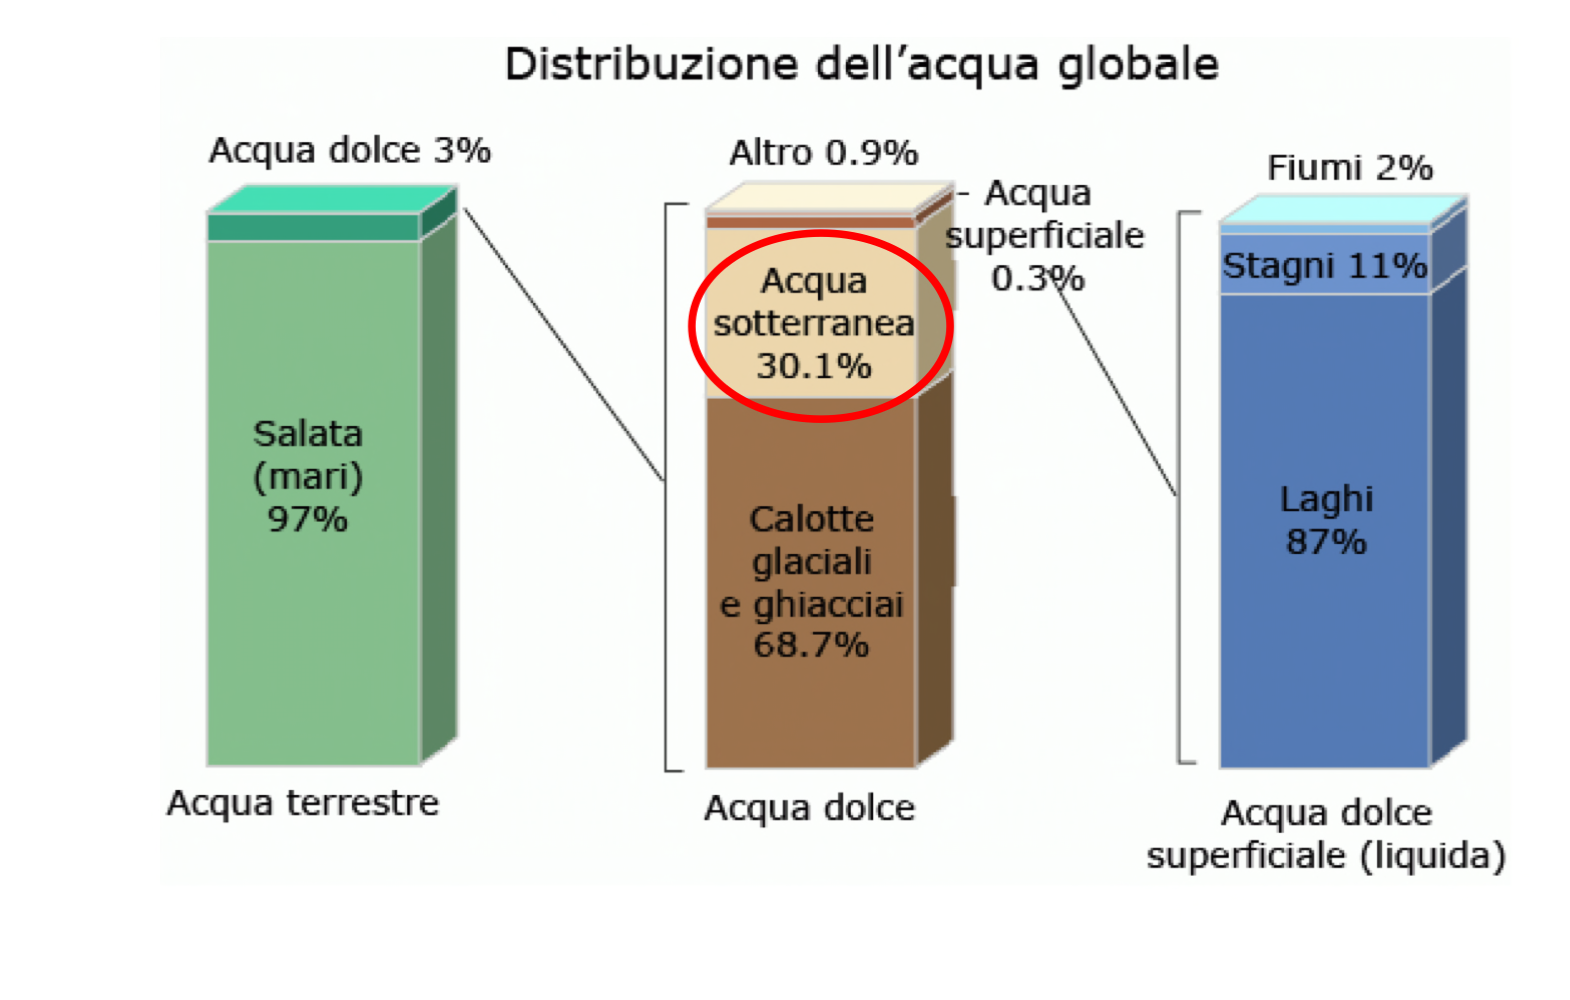 Distribuzione dell’acqua globale
Acqua dolce 3%
Salata
(mari)
97%
Acqua terrestre
Altro 0.9%
- Acqua
superficiale
0.3%
Acqua
sotterranea
30.1%
Calotte
glaciali
e ghiacciai
68.7%
Acqua dolce
Fiumi 2%
Stagni 11%
Laghi
87%
Acqua dolce
superficiale (liquida)